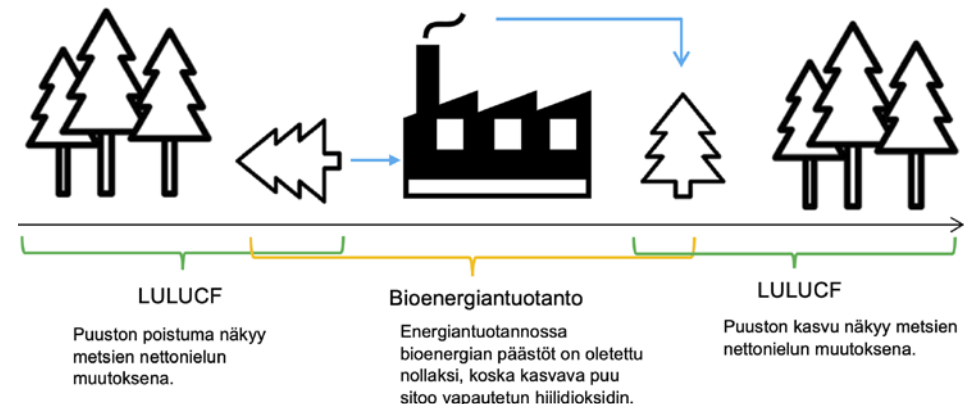 LULUCF
Puuston poistuma näkyy
metsien nettonielun
muutoksena.
Bioenergiantuotanto
Energiantuotannossa
bioenergian päästöt on oletettu
nollaksi, koska kasvava puu
sitoo vapautetun hiilidioksidin.
LULUCF
Puuston kasvu näkyy metsien
nettonielun muutoksena.